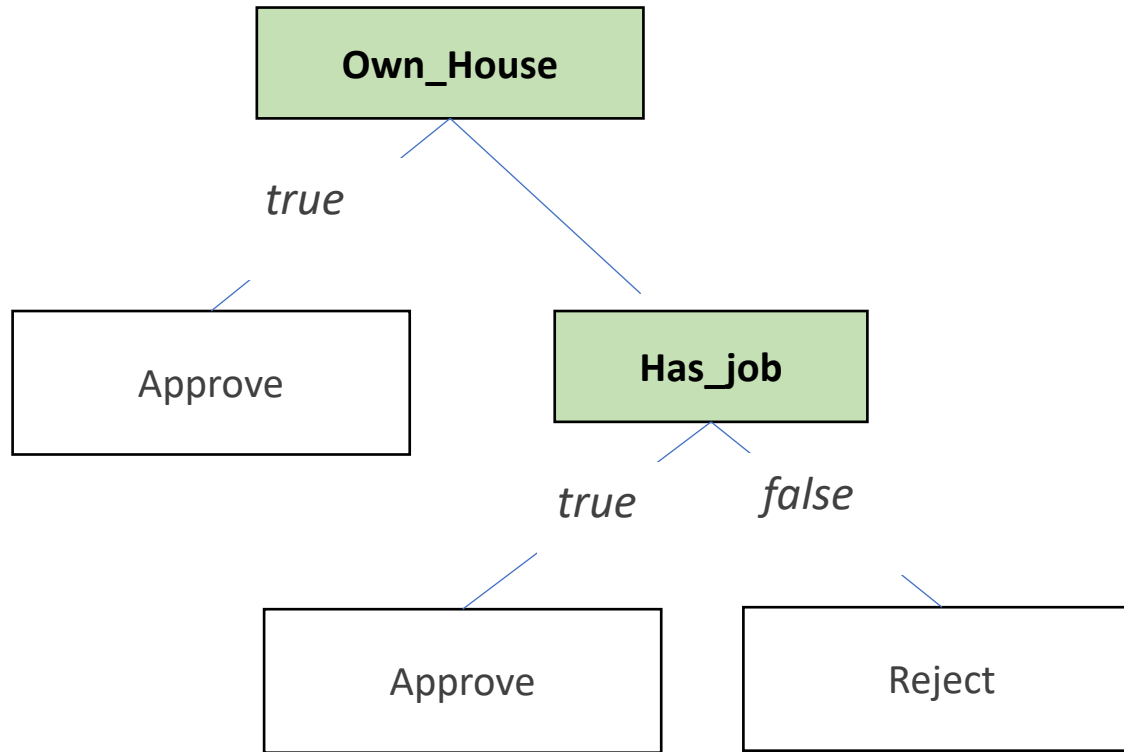 Own_House
true
Approve
Has_job
true
false
Approve
Reject